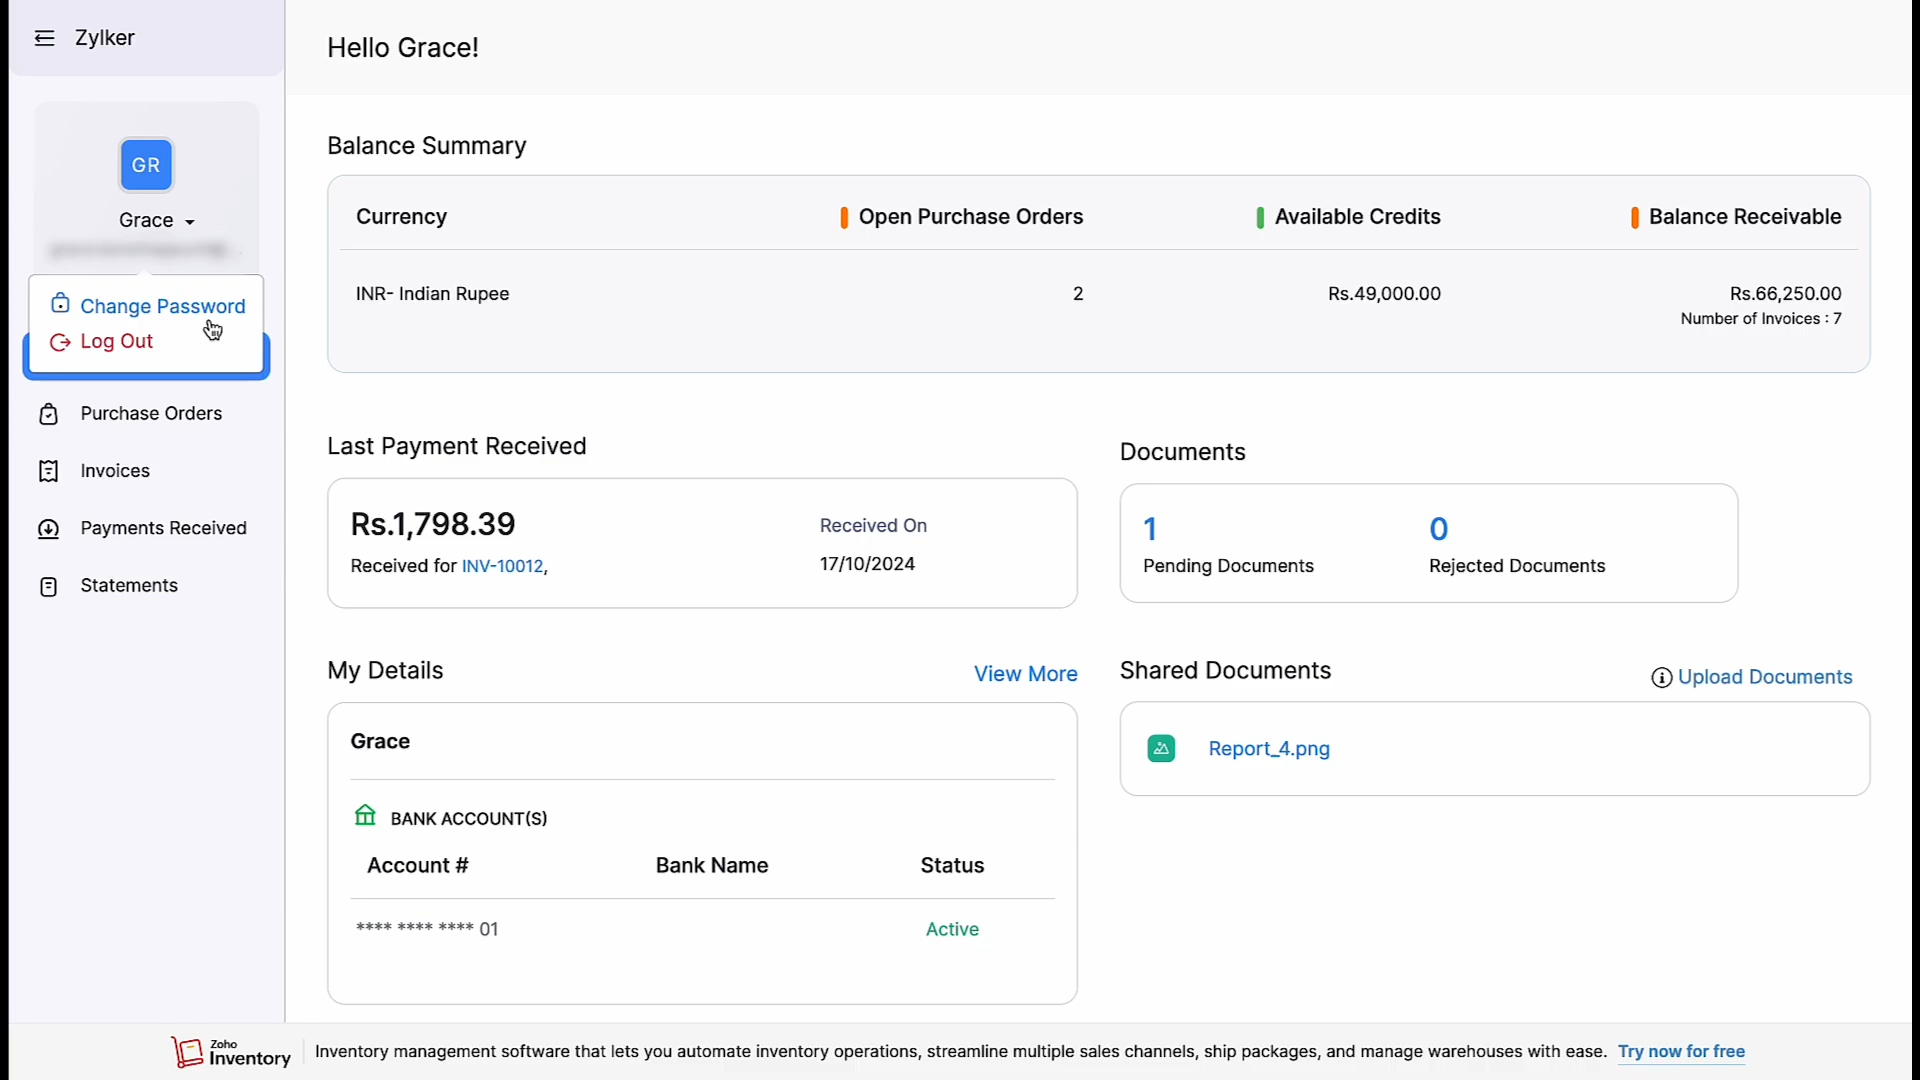 Zylker
Hello Grace!
GR
Grace
Change Password
Log Out
Purchase Orders
Invoices
Payments Received
Statements
Balance Summary
Currency Open Purchase Orders Available Credits Balance Receivable
INR- Indian Rupee 2 Rs.49,000.00 Rs.66,250.00
Number of Invoices : 7
Last Payment Received
Rs.1,798.39 Received On
Received for INV-10012, 17/10/2024
Documents
1 0
Pending Documents Rejected Documents
My Details View More
Grace
BANK ACCOUNT(S)
Account # Bank Name Status
**** **** **** 01 Active
Shared Documents Upload Documents
Report_4.png
Zoho
Inventory
Inventory management software that lets you automate inventory operations, streamline multiple sales channels, ship packages, and manage warehouses with ease. Try now for free